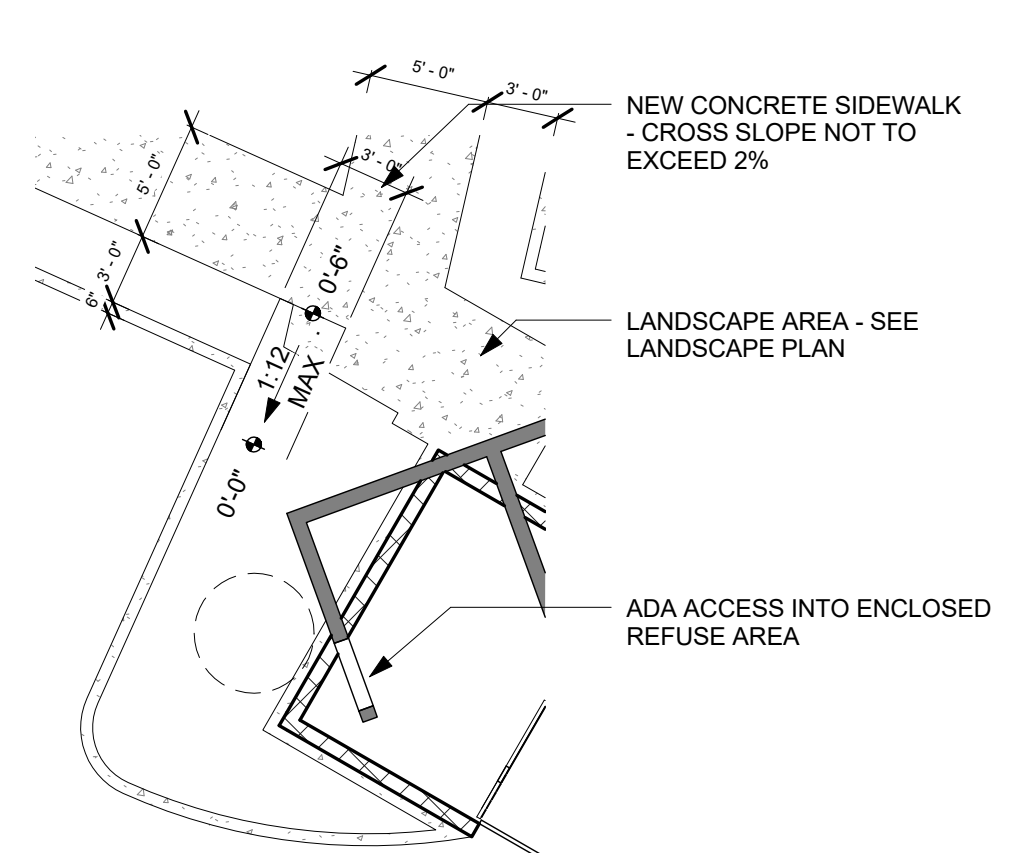 5' - 0"
3' - 0"
NEW CONCRETE SIDEWALK
- CROSS SLOPE NOT TO
EXCEED 2%
3' - 0"
5' - 0"
3' - 0"
6"
0'-6"
LANDSCAPE AREA - SEE
LANDSCAPE PLAN
1:12
MAX
0'-0"
ADA ACCESS INTO ENCLOSED
REFUSE AREA